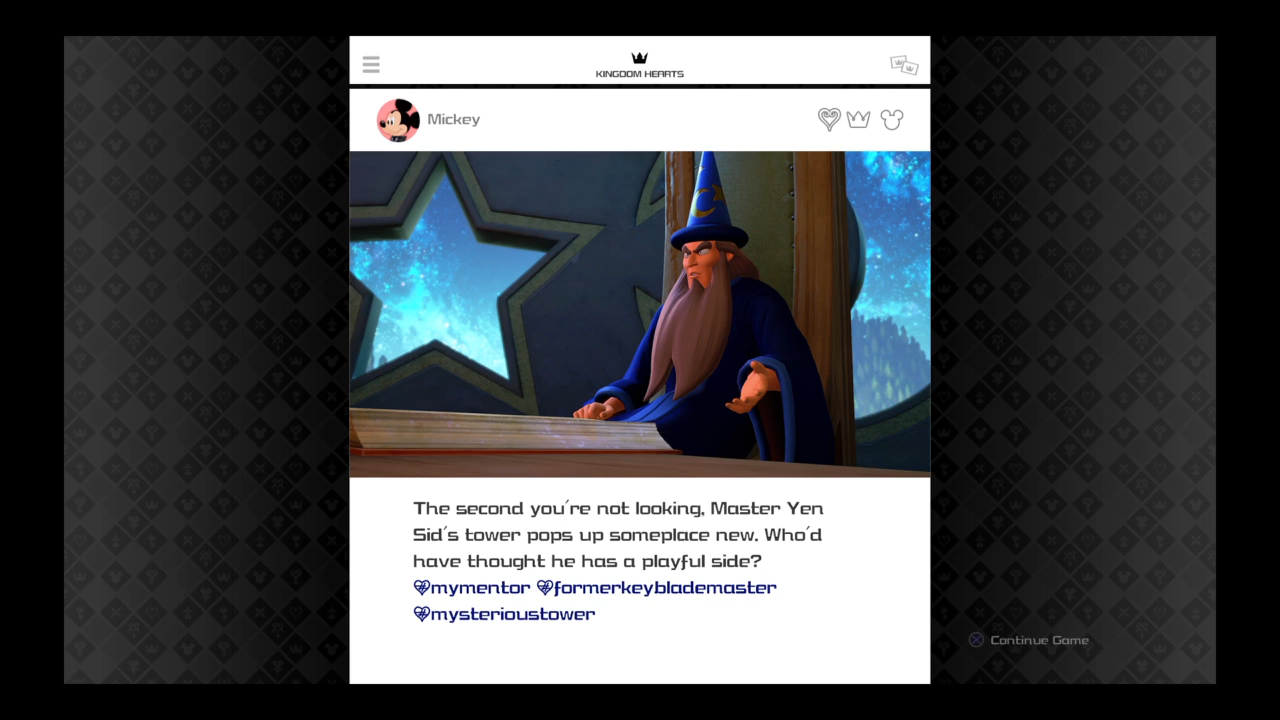 KINGDOM HEARTS
Mickey
The second you're not looking, Master Yen
Sid's tower pops up someplace new. Who'd
have thought he has a playful side?
#mymentor #formerkeyblademaster
#mysterioustower
Continue Game